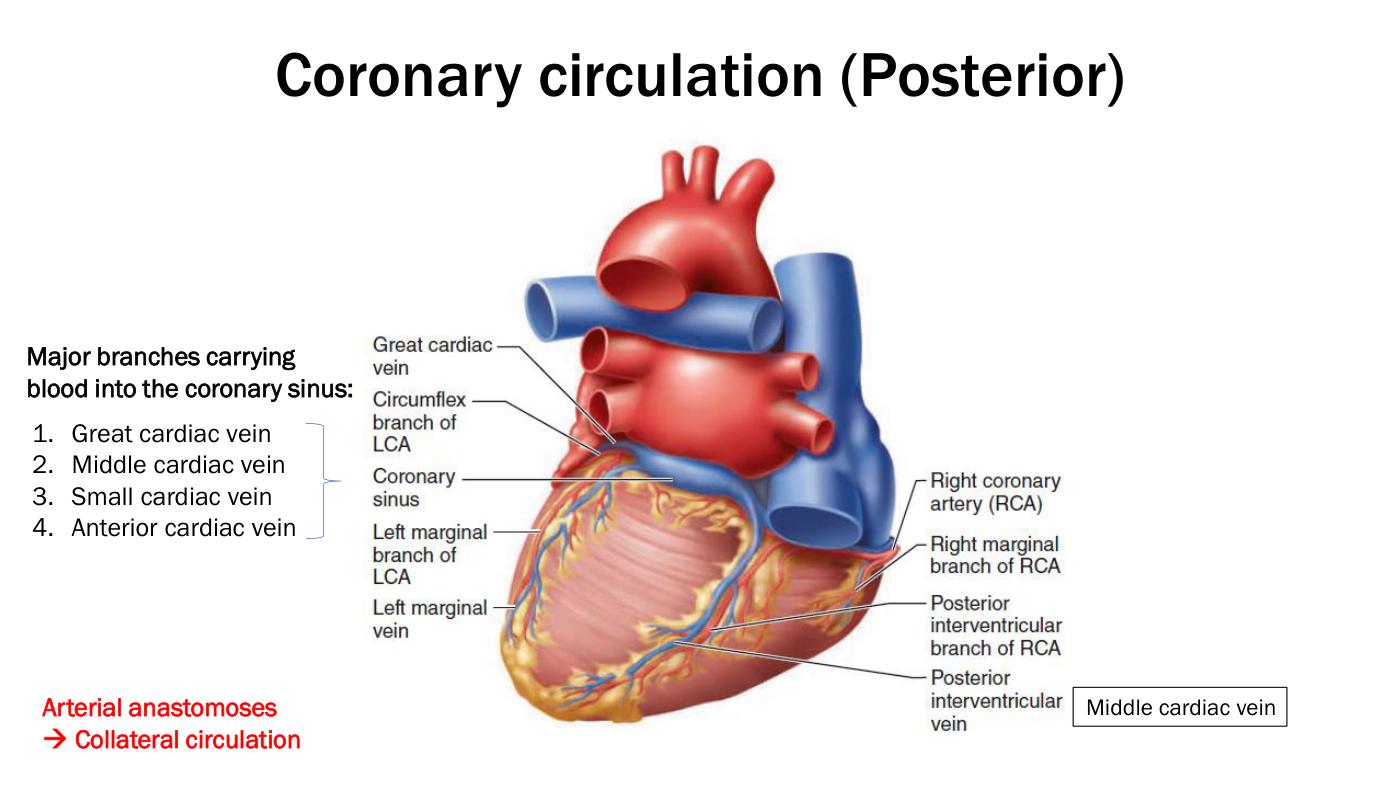 Coronary circulation (Posterior)
Major branches carrying
blood into the coronary sinus:
1. Great cardiac vein
2. Middle cardiac vein
3. Small cardiac vein
4. Anterior cardiac vein
Arterial anastomoses
→ Collateral circulation
Great cardiac
vein
Circumflex
branch of
LCA
Coronary
sinus
Left marginal
branch of
LCA
Left marginal
vein
Right coronary
artery (RCA)
Right marginal
branch of RCA
Posterior
interventricular
branch of RCA
Posterior
interventricular
vein
Middle cardiac vein